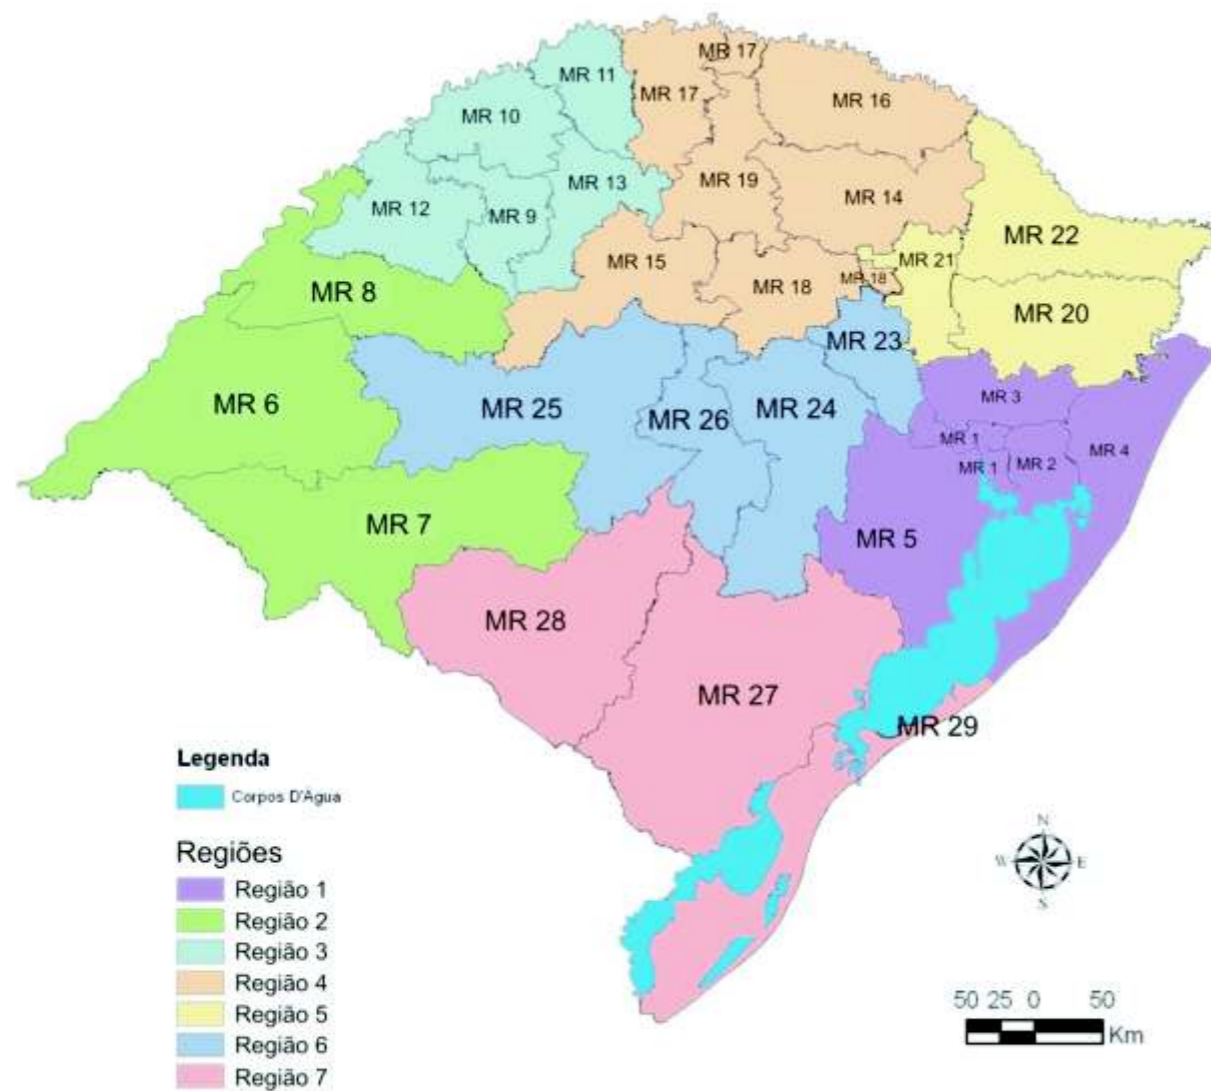 MR 17
MR 11
MR 17
MR 16
MR 10
MR 13
MR 19
MR 14
MR 12
MR 9
MR 22
MR 21
MR 15
MR 18
MR 18
MR 8
MR 20
MR 23
MR 6
MR 25
MR 26
MR 24
MR 3
MR 1
MR 4
MR 1
MR 2
MR 7
MR 5
MR 28
MR 27
MR 29
Legenda
Corpos D'Agua
Regiões
Região 1
Região 2
Região 3
Região 4
Região 5
Região 6
Região 7
N
W
E
S
50 25 0 50
Km